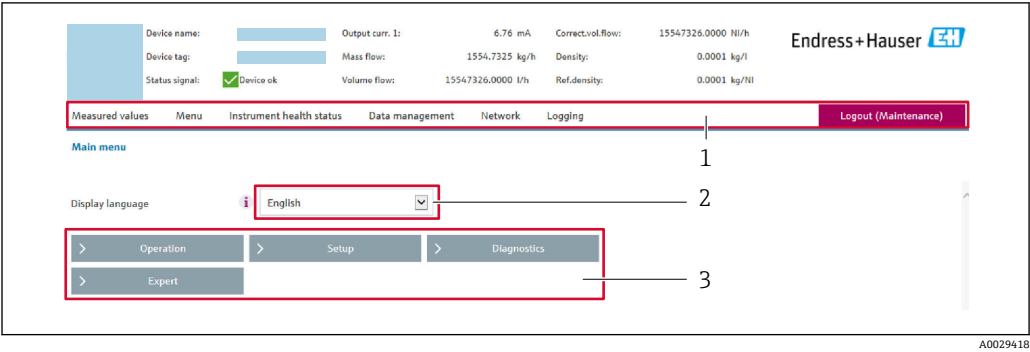 Device name: Output curr. 1: 6.76 mA Correct.vol.flow: 15547326.0000 Nl/h
Endress+Hauser EH
Device tag: Mass flow: 1554.7325 kg/h Density: 0.0001 kg/l
Status signal: Device ok Volume flow: 15547326.0000 l/h Ref.density: 0.0001 kg/Nl
Measured values Menu Instrument health status Data management Network Logging Logout (Maintenance)
1
Main menu
Display language i English 2
> Operation > Setup > Diagnostics
> Expert 3
A0029418